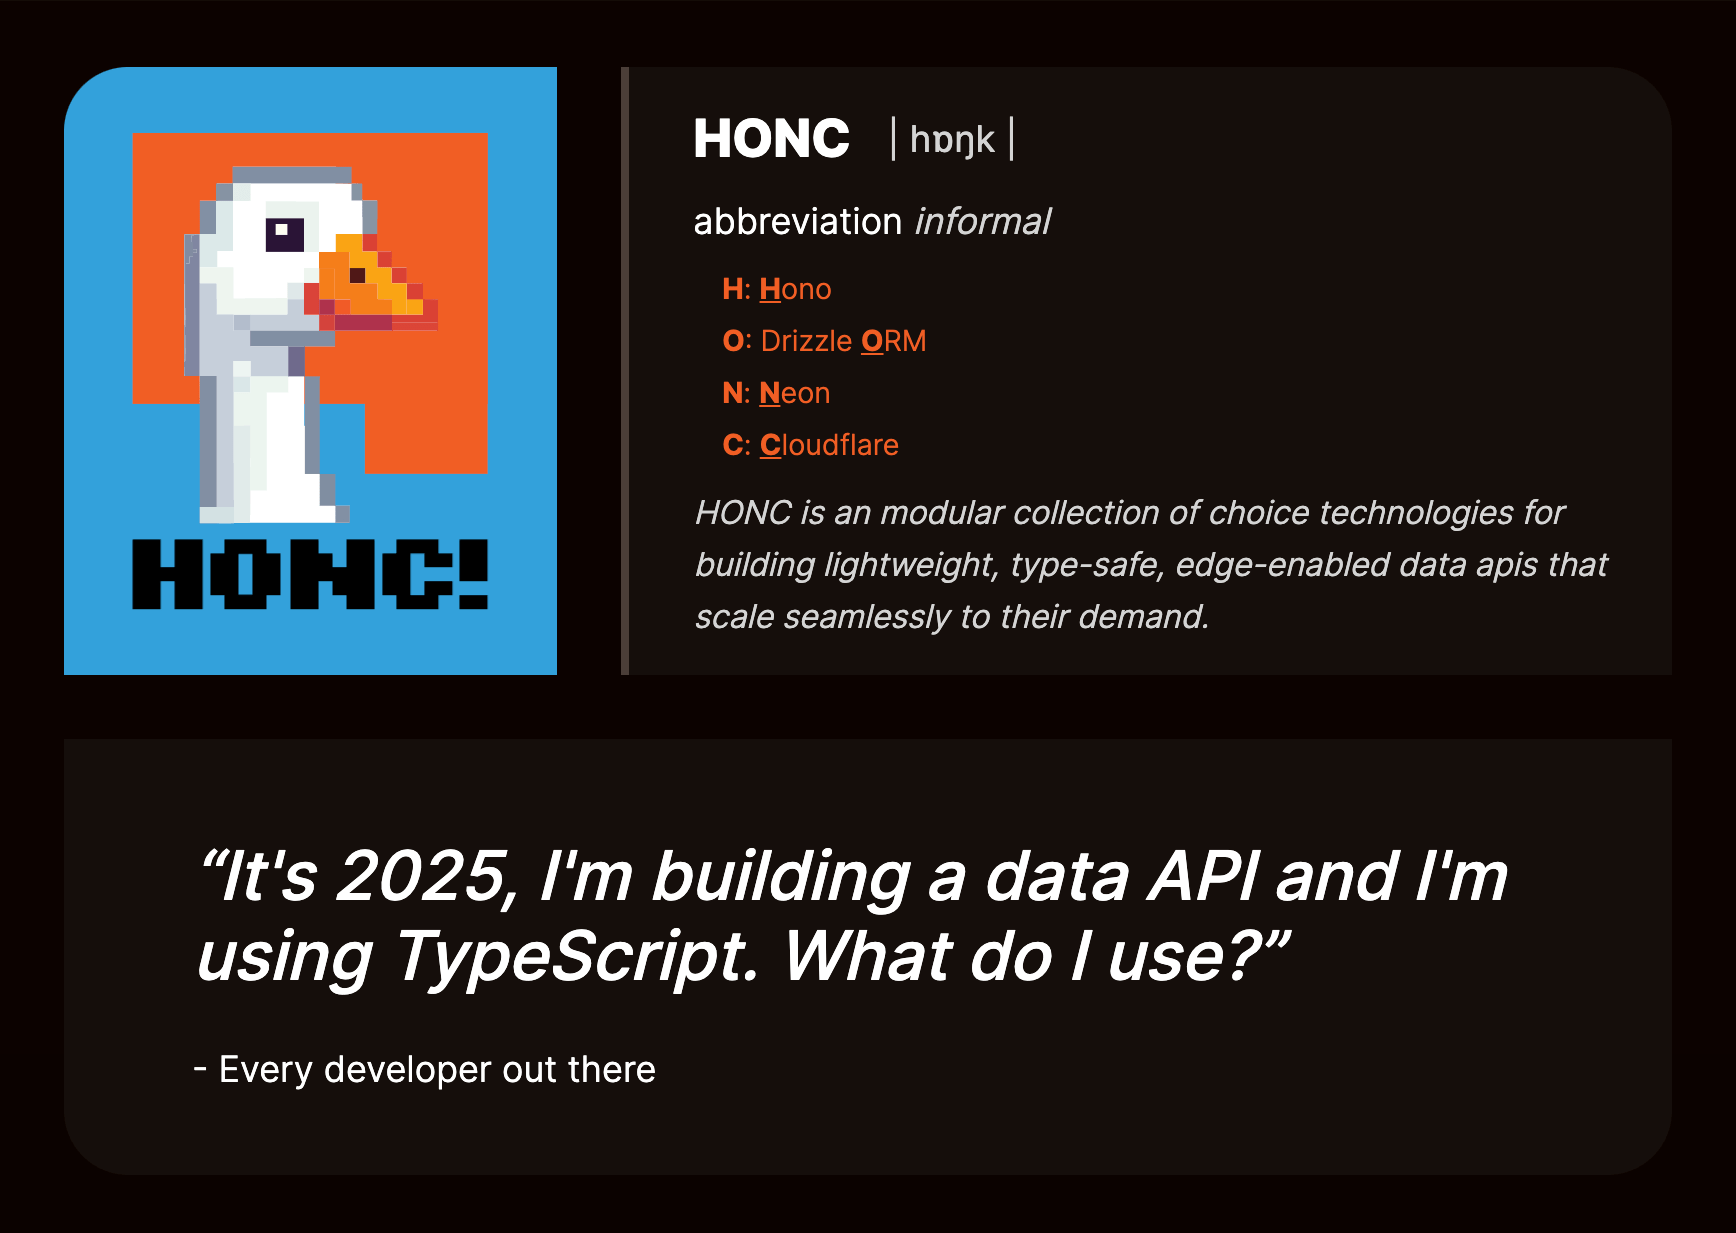 HONC!
HONC | hɒŋk |
abbreviation informal
H: Hono
O: Drizzle ORM
N: Neon
C: Cloudflare
HONC is an modular collection of choice technologies for
building lightweight, type-safe, edge-enabled data apis that
scale seamlessly to their demand.
“It's 2025, I'm building a data API and I'm
using TypeScript. What do I use?”
- Every developer out there